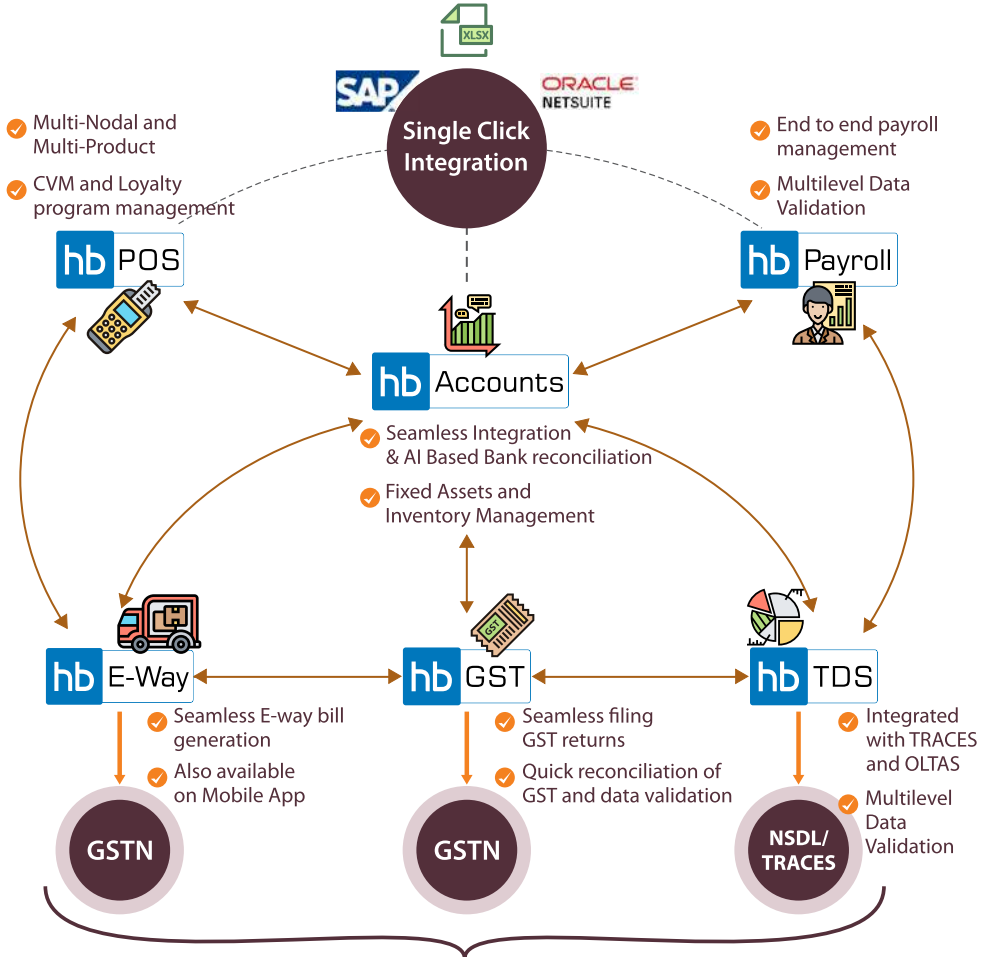 XLSX
SAP
ORACLE
NETSUITE
Single Click
Integration
Multi-Nodal and
Multi-Product
CVM and Loyalty
program management
End to end payroll
management
Multilevel Data
Validation
hb POS
hb Payroll
hb Accounts
Seamless Integration
& AI Based Bank reconciliation
Fixed Assets and
Inventory Management
GST
hb E-Way
hb GST
hb TDS
Seamless E-way bill
generation
Also available
on Mobile App
Seamless filing
GST returns
Quick reconciliation of
GST and data validation
Integrated
with TRACES
and OLTAS
Multilevel
Data
Validation
GSTN
GSTN
NSDL/
TRACES